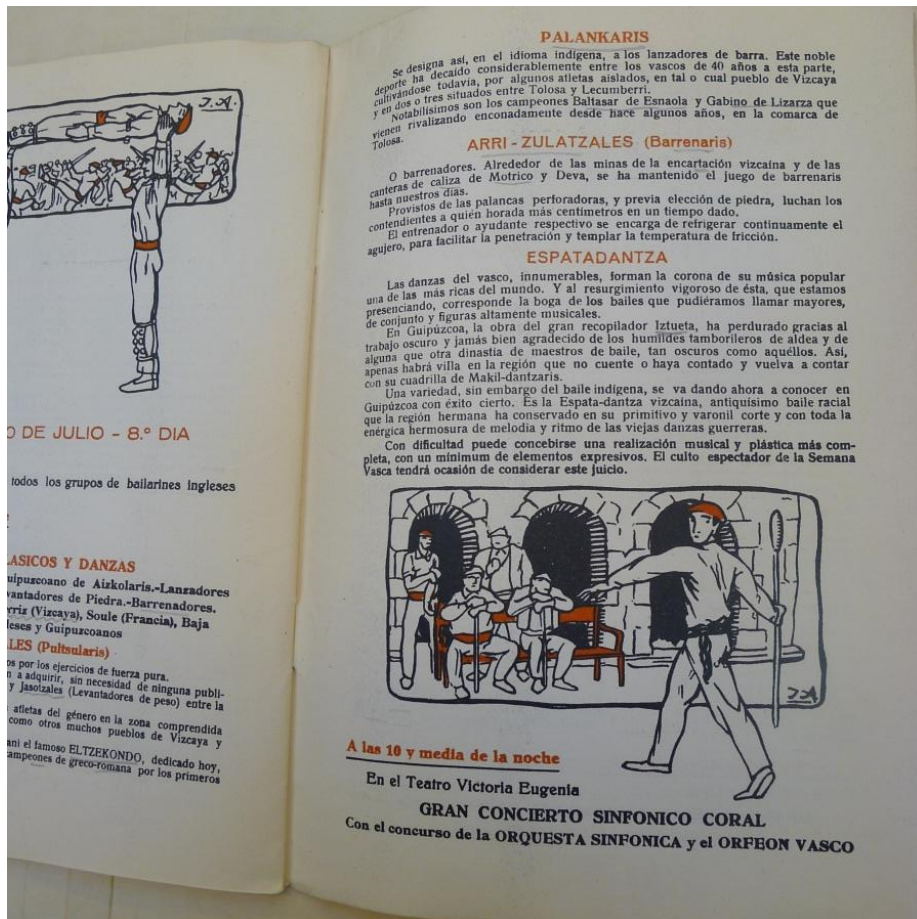 J.A.
O DE JULIO - 8.º DIA
todos los grupos de bailarines ingleses
LASICOS Y DANZAS
uipuzcoano de Aizkolaris.-Lanzadores
vantadores de Piedra.-Barrenadores.
erriz (Vizcaya), Soule (Francia), Baja
leses y Guipuzcoanos
ALES (Pultsularis)
os por los ejercicios de fuerza pura.
n a adquirir, sin necesidad de ninguna publi-
y Jasotzales (Levantadores de peso) entre la
atletas del género en la zona comprendida
como otros muchos pueblos de Vizcaya y
ani el famoso ELTZEKONDO, dedicado hoy,
campeones de greco-romana por los primeros
PALANKARIS
Se designa así, en el idioma indígena, a los lanzadores de barra. Este noble
deporte ha decaído considerablemente entre los vascos de 40 años a esta parte,
cultivándose todavía, por algunos atletas aislados, en tal o cual pueblo de Vizcaya
y en dos o tres situados entre Tolosa y Lecumberri.
Notabilísimos son los campeones Baltasar de Esnaola y Gabino de Lizarza que
vienen rivalizando enconadamente desde hace algunos años, en la comarca de
Tolosa.
ARRI-ZULATZALES (Barrenaris)
O barrenadores. Alrededor de las minas de la encartación vizcaína y de las
canteras de caliza de Motrico y Deva, se ha mantenido el juego de barrenaris
hasta nuestros días.
Provistos de las palancas perforadoras, y previa elección de piedra, luchan los
contendientes a quién horada más centímetros en un tiempo dado.
El entrenador o ayudante respectivo se encarga de refrigerar continuamente el
agujero, para facilitar la penetración y templar la temperatura de fricción.
ESPATADANTZA
Las danzas del vasco, innumerables, forman la corona de su música popular
una de las más ricas del mundo. Y al resurgimiento vigoroso de ésta, que estamos
presenciando, corresponde la boga de los bailes que pudiéramos llamar mayores,
de conjunto y figuras altamente musicales.
En Guipúzcoa, la obra del gran recopilador Iztueta, ha perdurado gracias al
trabajo oscuro y jamás bien agradecido de los humildes tamborileros de aldea y de
alguna que otra dinastia de maestros de baile, tan oscuros como aquéllos. Así,
apenas habrá villa en la región que no cuente o haya contado y vuelva a contar
con su cuadrilla de Makil-dantzaris.
Una variedad, sin embargo del baile indígena, se va dando ahora a conocer en
Guipúzcoa con éxito cierto. Es la Espata-dantza vizcaina, antiquísimo baile racial
que la región hermana ha conservado en su primitivo y varonil corte y con toda la
enérgica hermosura de melodia y ritmo de las viejas danzas guerreras.
Con dificultad puede concebirse una realización musical y plástica más com-
pleta, con un mínimum de elementos expresivos. El culto espectador de la Semana
Vasca tendrá ocasión de considerar este juicio.
J.A
A las 10 y media de la noche
En el Teatro Victoria Eugenia
GRAN CONCIERTO SINFONICO CORAL
Con el concurso de la ORQUESTA SINFONICA y el ORFEON VASCO